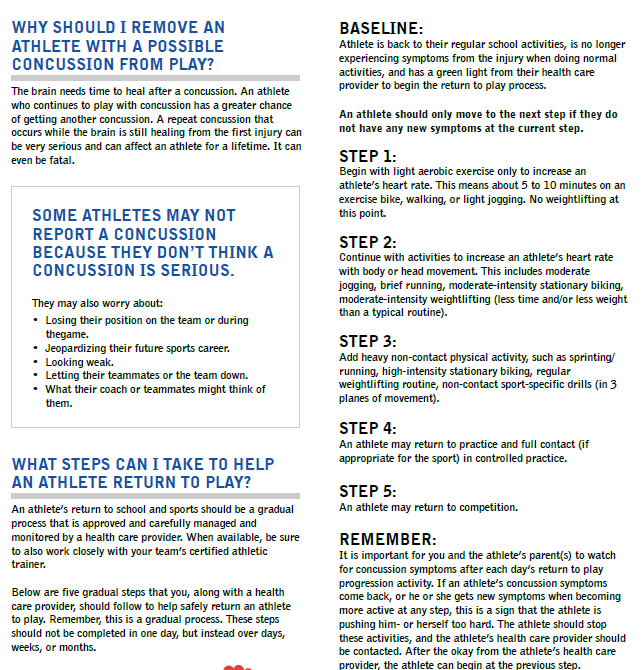 WHY SHOULD I REMOVE AN
ATHLETE WITH A POSSIBLE
CONCUSSION FROM PLAY?
The brain needs time to heal after a concussion. An athlete
who continues to play with concussion has a greater chance
of getting another concussion. A repeat concussion that
occurs while the brain is still healing from the first injury can
be very serious and can affect an athlete for a lifetime. It can
even be fatal.
SOME ATHLETES MAY NOT
REPORT A CONCUSSION
BECAUSE THEY DON'T THINK A
CONCUSSION IS SERIOUS.
They may also worry about:
• Losing their position on the team or during
thegame.
• Jeopardizing their future sports career.
• Looking weak.
• Letting their teammates or the team down.
• What their coach or teammates might think of
them.
WHAT STEPS CAN I TAKE TO HELP
AN ATHLETE RETURN TO PLAY?
An athlete's return to school and sports should be a gradual
process that is approved and carefully managed and
monitored by a health care provider. When available, be sure
to also work closely with your team's certified athletic
trainer.
Below are five gradual steps that you, along with a health
care provider, should follow to help safely return an athlete
to play. Remember, this is a gradual process. These steps
should not be completed in one day, but instead over days,
weeks, or months.
BASELINE:
Athlete is back to their regular school activities, is no longer
experiencing symptoms from the injury when doing normal
activities, and has a green light from their health care
provider to begin the return to play process.
An athlete should only move to the next step if they do
not have any new symptoms at the current step.
STEP 1:
Begin with light aerobic exercise only to increase an
athlete's heart rate. This means about 5 to 10 minutes on an
exercise bike, walking, or light jogging. No weightlifting at
this point.
STEP 2:
Continue with activities to increase an athlete's heart rate
with body or head movement. This includes moderate
jogging, brief running, moderate-intensity stationary biking,
moderate-intensity weightlifting (less time and/or less weight
than a typical routine).
STEP 3:
Add heavy non-contact physical activity, such as sprinting/
running, high-intensity stationary biking, regular
weightlifting routine, non-contact sport-specific drills (in 3
planes of movement).
STEP 4:
An athlete may return to practice and full contact (if
appropriate for the sport) in controlled practice.
STEP 5:
An athlete may return to competition.
REMEMBER:
It is important for you and the athlete's parent(s) to watch
for concussion symptoms after each day's return to play
progression activity. If an athlete's concussion symptoms
come back, or he or she gets new symptoms when becoming
more active at any step, this is a sign that the athlete is
pushing him- or herself too hard. The athlete should stop
these activities, and the athlete's health care provider should
be contacted. After the okay from the athlete's health care
provider, the athlete can begin at the previous step.